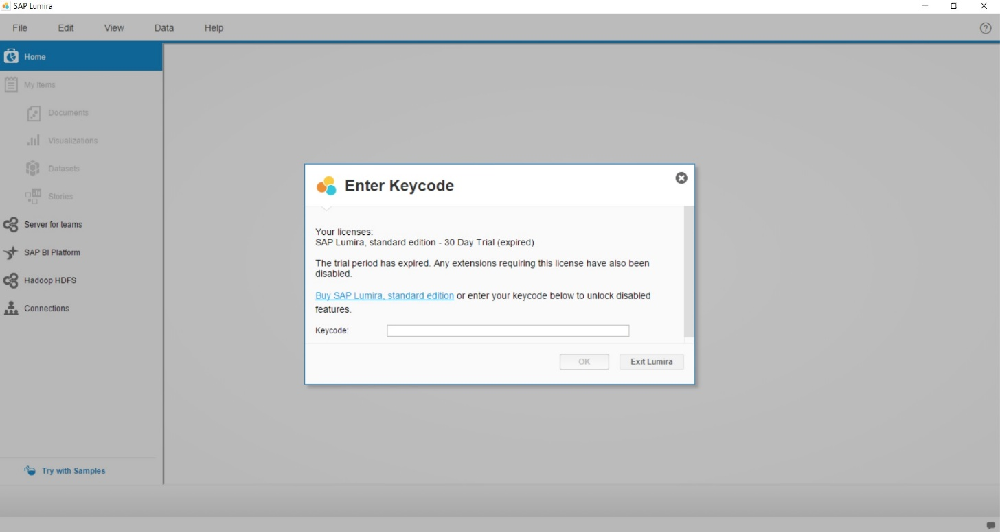 SAP Lumira
File Edit View Data Help
Home
My Items
Documents
Visualizations
Datasets
Stories
Server for teams
SAP BI Platform
Hadoop HDFS
Connections
Try with Samples
Enter Keycode
Your licenses:
SAP Lumira, standard edition - 30 Day Trial (expired)
The trial period has expired. Any extensions requiring this license have also been
disabled.
Buy SAP Lumira, standard edition or enter your keycode below to unlock disabled
features.
Keycode:
OK Exit Lumira